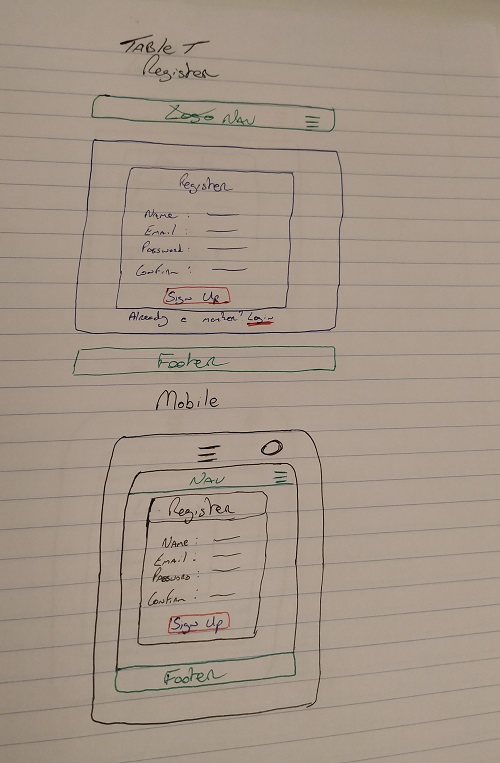 TABLET
Register
Logo NAV
Register
Name :
Email :
Password :
Confirm :
Sign Up
Already a member? Login
Footer
Mobile
NAV
Register
Name :
Email :
Password :
Confirm :
Sign Up
Footer